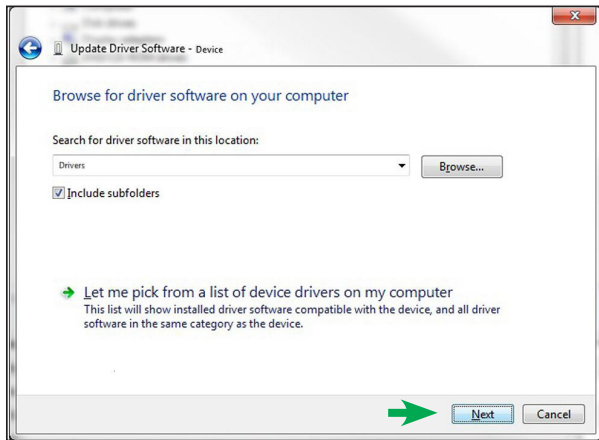 Update Driver Software - Device
Browse for driver software on your computer
Search for driver software in this location:
Drivers
Browse...
Include subfolders
Let me pick from a list of device drivers on my computer
This list will show installed driver software compatible with the device, and all driver
software in the same category as the device.
Next
Cancel